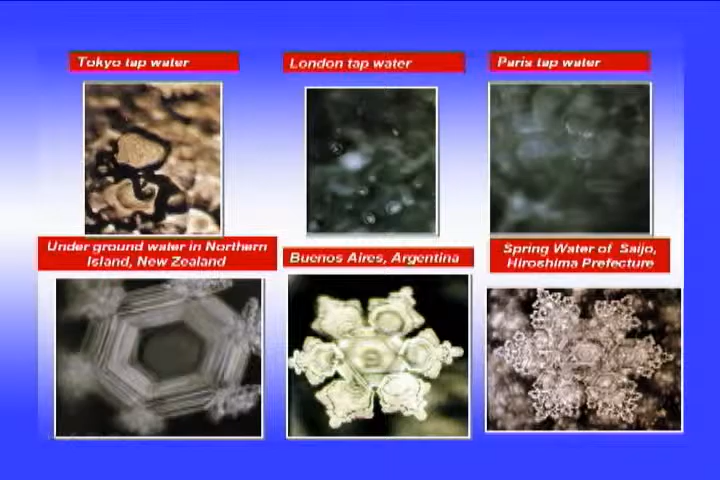 Tokyo tap water
London tap water
Paris tap water
Under ground water in Northern
Island, New Zealand
Buenos Aires, Argentina
Spring Water of Saijo,
Hiroshima Prefecture